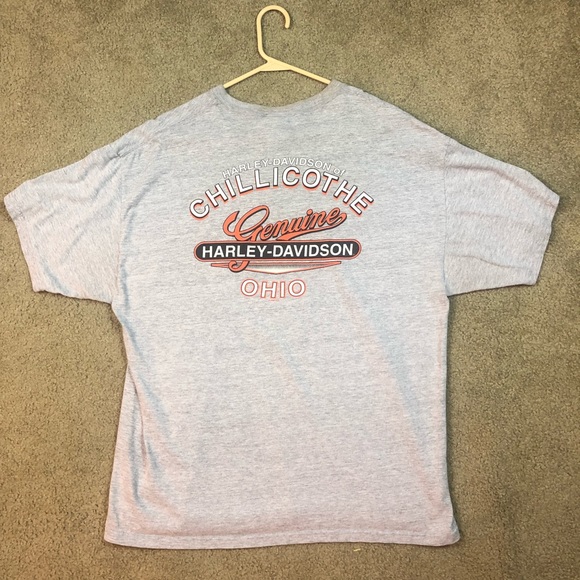 HARLEY-DAVIDSON of
CHILLICOTHE
Genuine
HARLEY-DAVIDSON
OHIO